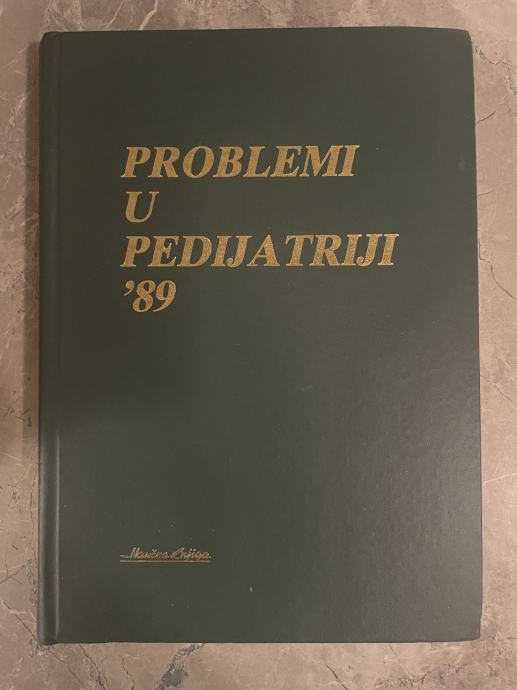 PROBLEMI
U
PEDIJATRIJI
’89
Naučna Knjiga